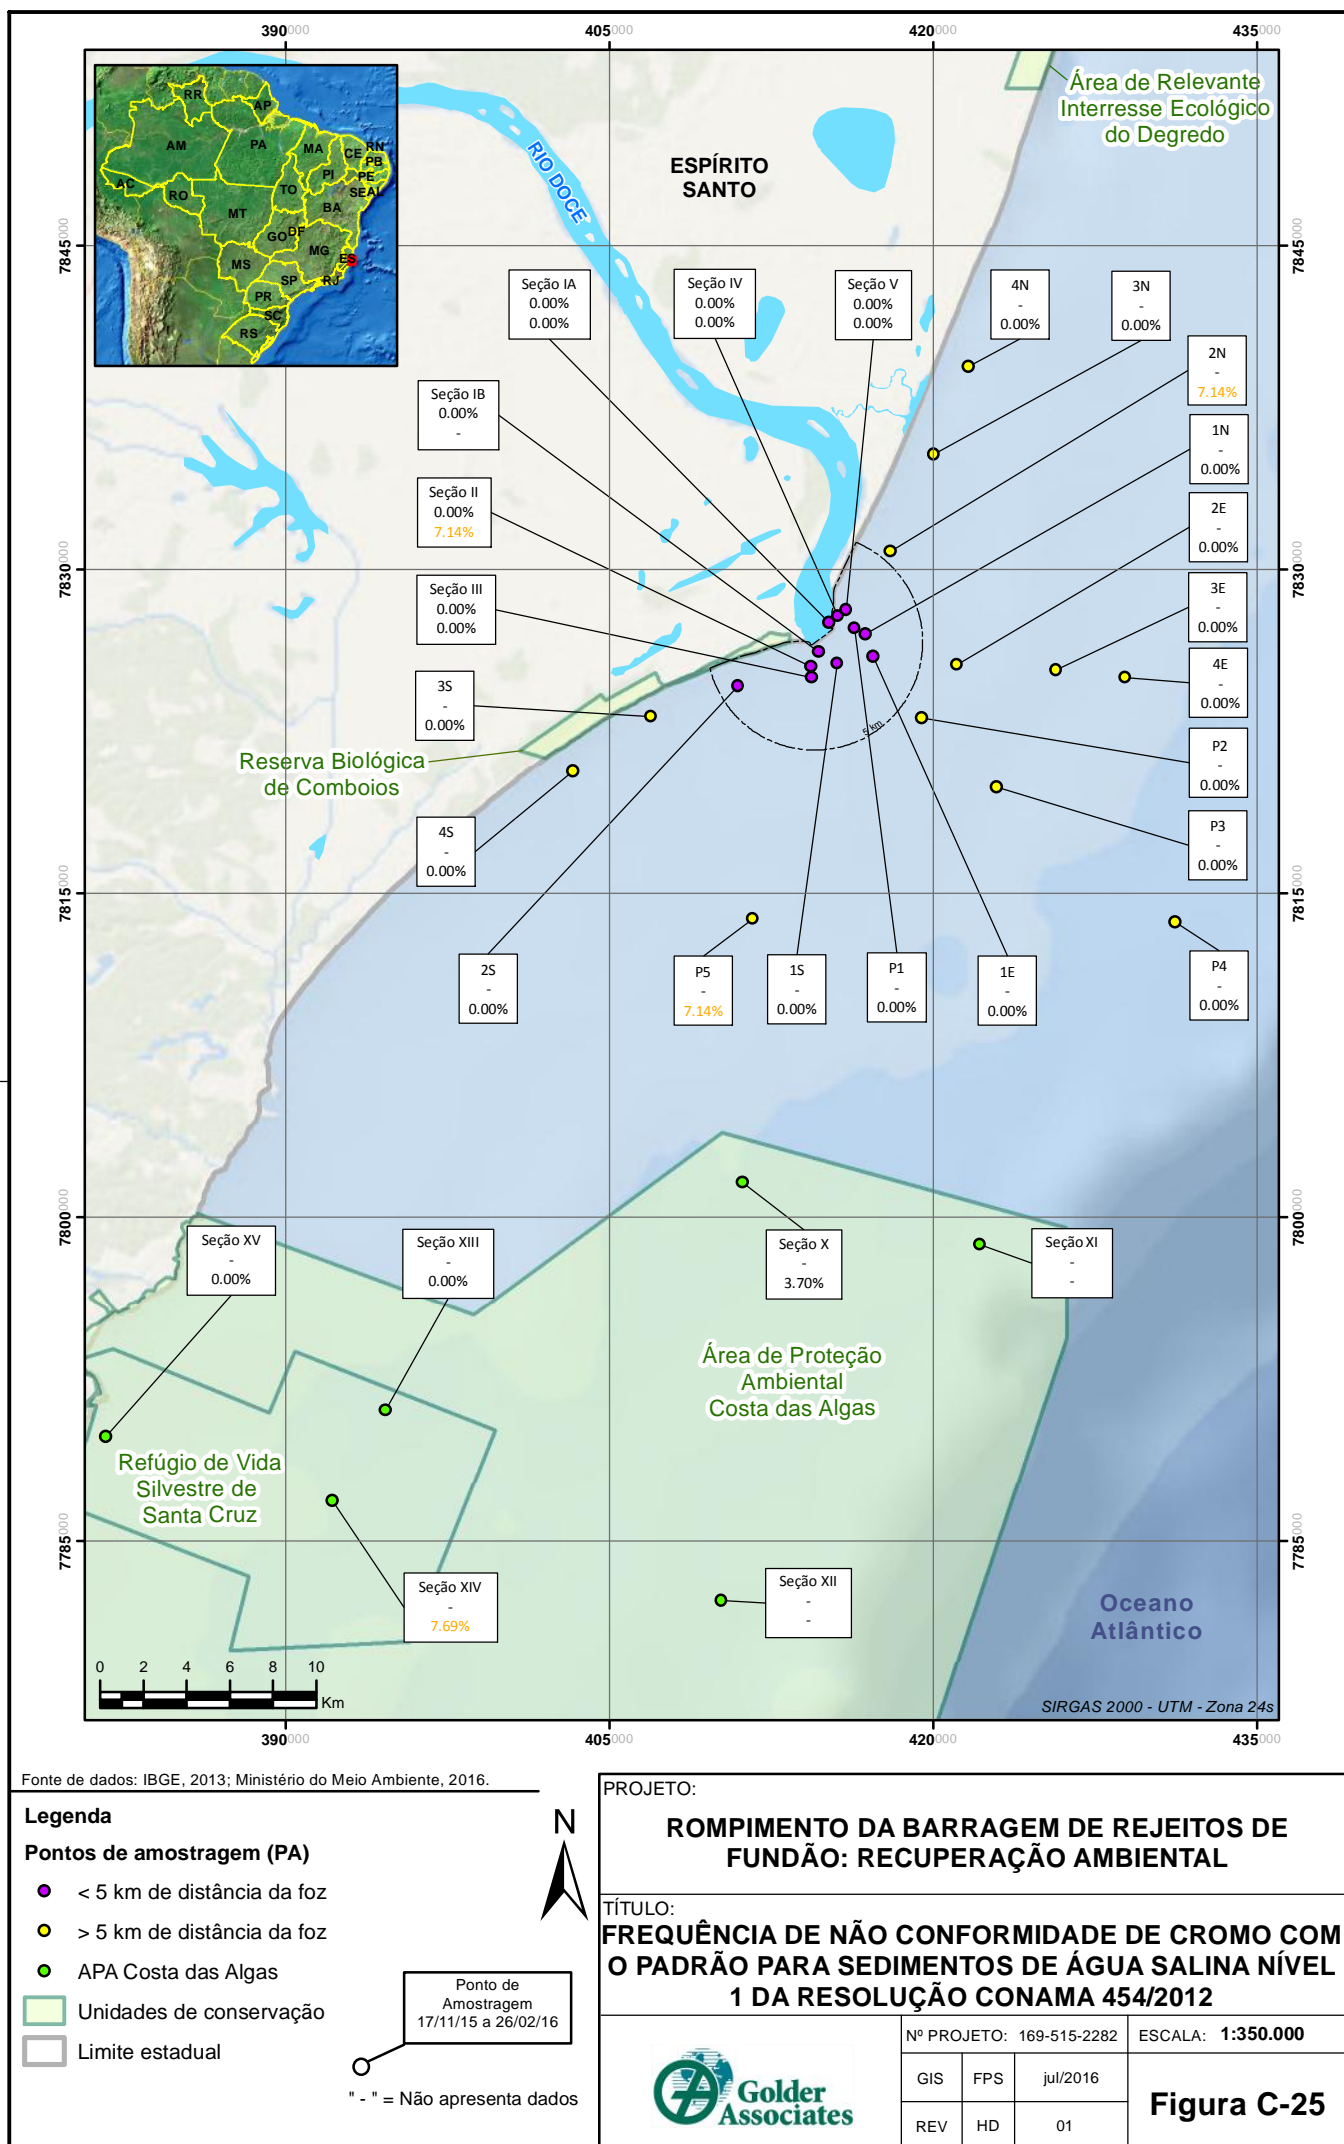 390000
405000
420000
435000
RR
AP
AM
PA
MA
CE
RN
PB
PE
PI
AC
RO
TO
SE
AL
MT
BA
GO
DF
MG
MS
ES
SP
RJ
PR
SC
RS
RIO DOCE
ESPÍRITO
SANTO
Área de Relevante
Interresse Ecológico
do Degredo
7845000
7845000
Seção IA
0.00%
0.00%
Seção IV
0.00%
0.00%
Seção V
0.00%
0.00%
4N
-
0.00%
3N
-
0.00%
2N
-
7.14%
Seção IB
0.00%
-
1N
-
0.00%
Seção II
0.00%
7.14%
2E
-
0.00%
7830000
7830000
Seção III
0.00%
0.00%
3E
-
0.00%
3S
-
0.00%
4E
-
0.00%
5 km
Reserva Biológica
de Comboios
P2
-
0.00%
4S
-
0.00%
P3
-
0.00%
7815000
7815000
2S
-
0.00%
P5
-
7.14%
1S
-
0.00%
P1
-
0.00%
1E
-
0.00%
P4
-
0.00%
7800000
7800000
Seção XV
-
0.00%
Seção XIII
-
0.00%
Seção X
-
3.70%
Seção XI
-
-
Área de Proteção
Ambiental
Costa das Algas
Refúgio de Vida
Silvestre de
Santa Cruz
7785000
7785000
Seção XIV
-
7.69%
Seção XII
-
-
Oceano
Atlântico
0 2 4 6 8 10
Km
SIRGAS 2000 - UTM - Zona 24s
390000
405000
420000
435000
Fonte de dados: IBGE, 2013; Ministério do Meio Ambiente, 2016.
Legenda
Pontos de amostragem (PA)
< 5 km de distância da foz
> 5 km de distância da foz
APA Costa das Algas
Unidades de conservação
Limite estadual
N
Ponto de
Amostragem
17/11/15 a 26/02/16
" - " = Não apresenta dados
PROJETO:
ROMPIMENTO DA BARRAGEM DE REJEITOS DE
FUNDÃO: RECUPERAÇÃO AMBIENTAL
TÍTULO:
FREQUÊNCIA DE NÃO CONFORMIDADE DE CROMO COM
O PADRÃO PARA SEDIMENTOS DE ÁGUA SALINA NÍVEL
1 DA RESOLUÇÃO CONAMA 454/2012
Golder
Associates
Nº PROJETO: 169-515-2282
ESCALA: 1:350.000
GIS FPS jul/2016
REV HD 01
Figura C-25